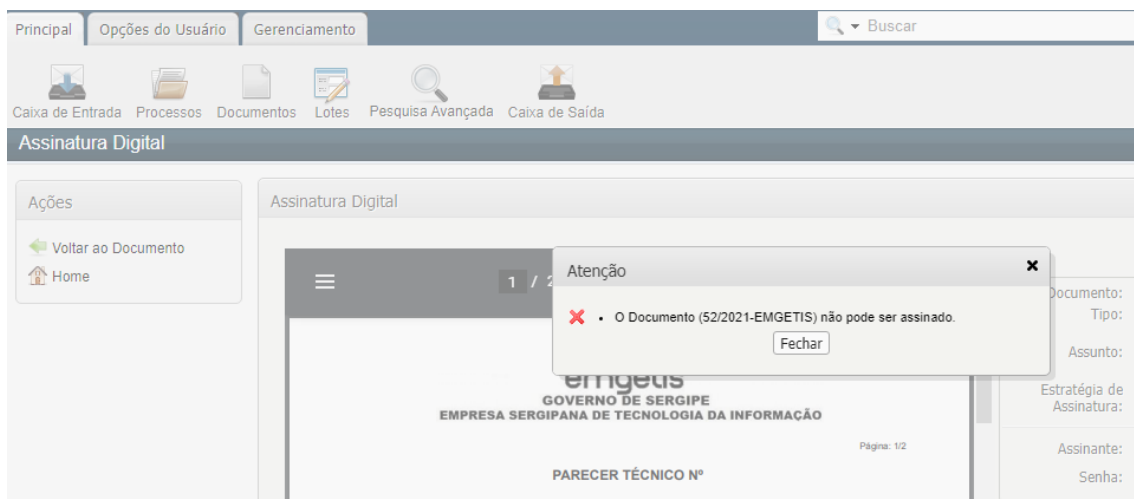 Principal Opções do Usuário Gerenciamento Buscar
Caixa de Entrada Processos Documentos Lotes Pesquisa Avançada Caixa de Saída
Assinatura Digital
Ações
Voltar ao Documento
Home
Assinatura Digital
1 / 2
Atenção
O Documento (52/2021-EMGETIS) não pode ser assinado.
Fechar
emgetis
GOVERNO DE SERGIPE
EMPRESA SERGIPANA DE TECNOLOGIA DA INFORMAÇÃO
Página: 1/2
PARECER TÉCNICO Nº
Documento:
Tipo:
Assunto:
Estratégia de
Assinatura:
Assinante:
Senha: